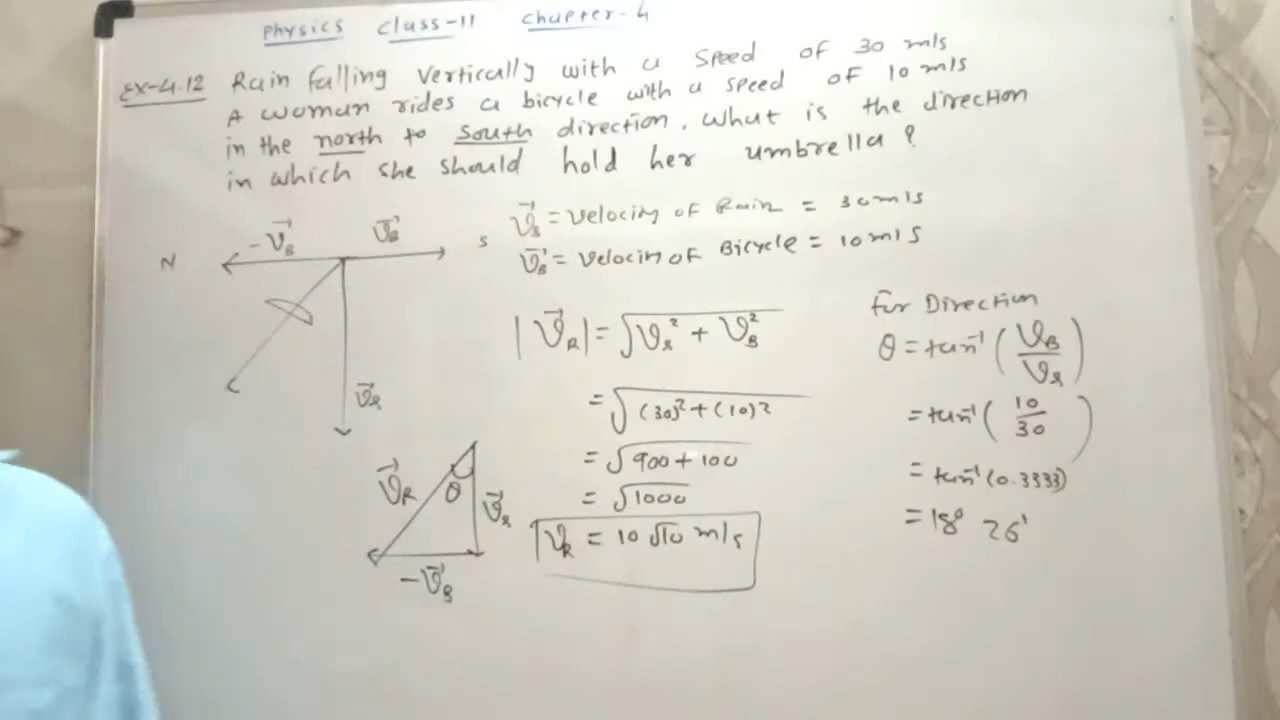 Physics Class-11 Chapter-4
EX-4.12 Rain falling vertically with a speed of 30 m/s
A woman rides a bicycle with a speed of 10 m/s
in the north to south direction. What is the direction
in which she should hold her umbrella ?
N -v⃗B v⃗B S
v⃗r
v⃗r = velocity of Rain = 30 m/s
v⃗B = velocity of Bicycle = 10 m/s
|v⃗R| = √vr² + vB²
= √(30)² + (10)²
= √900 + 100
= √1000
vR = 10 √10 m/s
For Direction
θ = tan⁻¹ (vB/vr)
= tan⁻¹ (10/30)
= tan⁻¹ (0.3333)
= 18° 26'
v⃗R θ v⃗r
-v⃗B